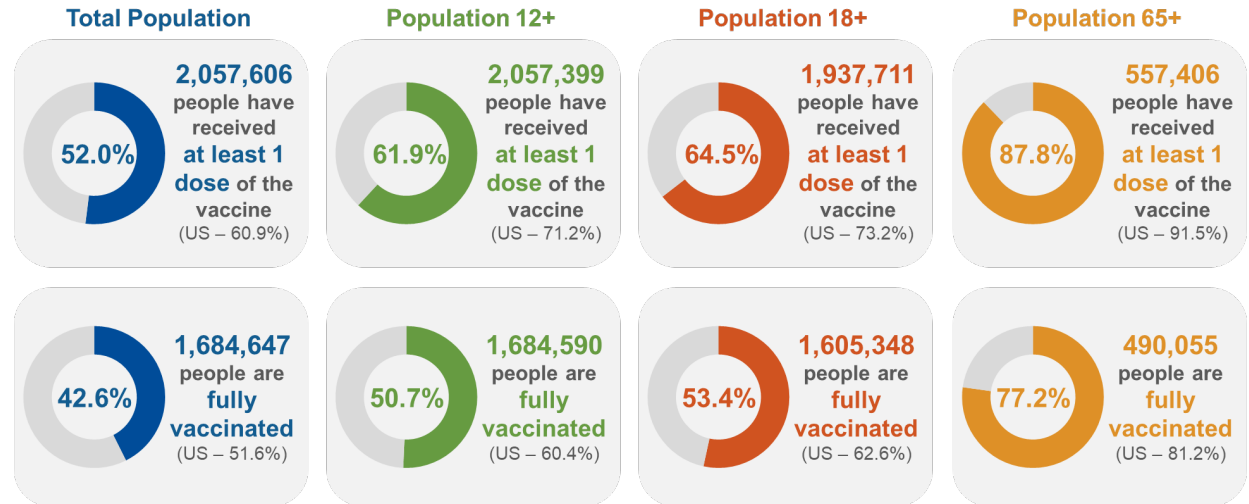 Total Population
Population 12+
Population 18+
Population 65+
52.0%
2,057,606
people have
received
at least 1
dose of the
vaccine
(US – 60.9%)
61.9%
2,057,399
people have
received
at least 1
dose of the
vaccine
(US – 71.2%)
64.5%
1,937,711
people have
received
at least 1
dose of the
vaccine
(US – 73.2%)
87.8%
557,406
people have
received
at least 1
dose of the
vaccine
(US – 91.5%)
42.6%
1,684,647
people are
fully
vaccinated
(US – 51.6%)
50.7%
1,684,590
people are
fully
vaccinated
(US – 60.4%)
53.4%
1,605,348
people are
fully
vaccinated
(US – 62.6%)
77.2%
490,055
people are
fully
vaccinated
(US – 81.2%)